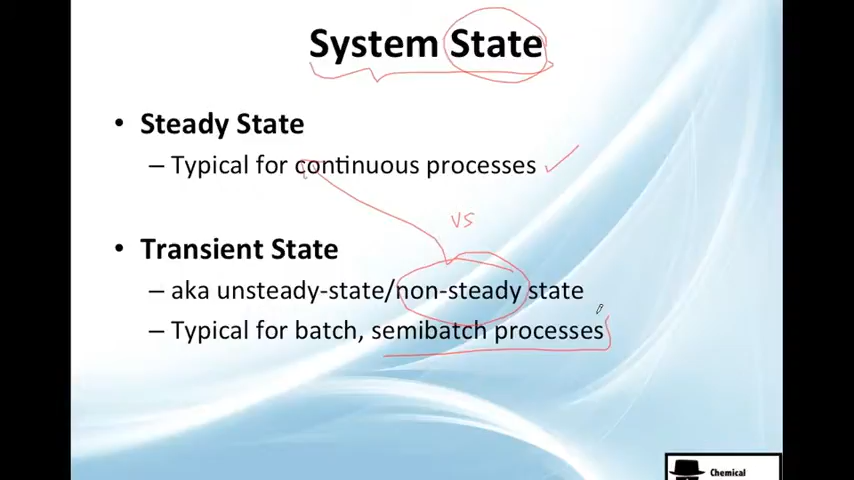 System State
• Steady State
– Typical for continuous processes
vs
• Transient State
– aka unsteady-state/non-steady state
– Typical for batch, semibatch processes
Chemical